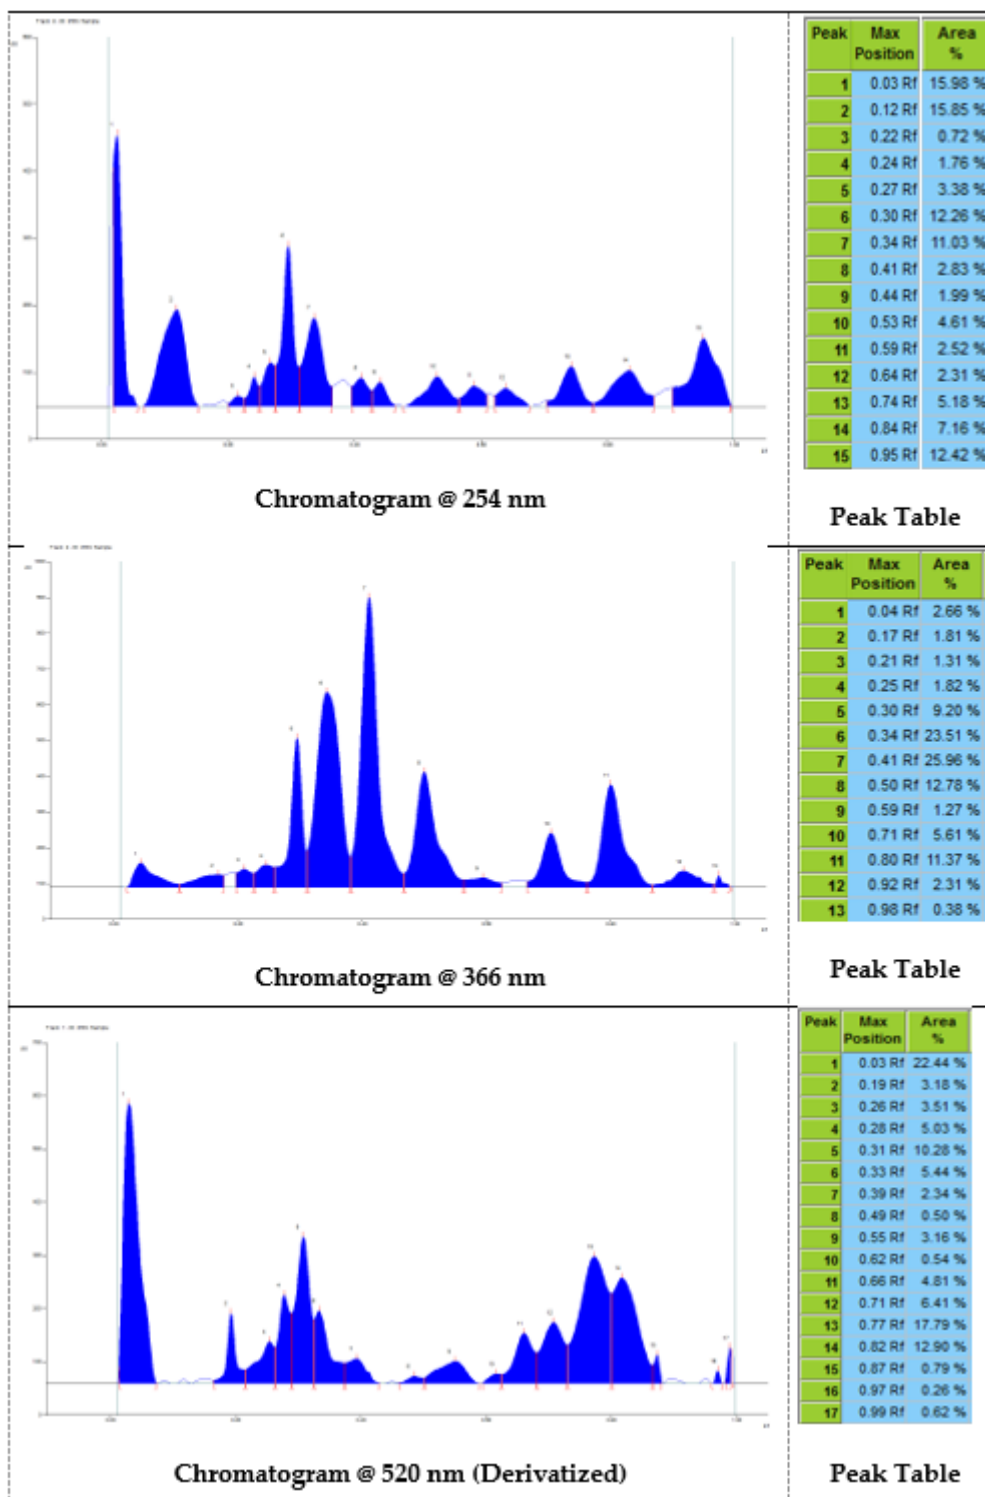 Peak Max Position Area %
1 0.03 Rf 15.98 %
2 0.12 Rf 15.85 %
3 0.22 Rf 0.72 %
4 0.24 Rf 1.76 %
5 0.27 Rf 3.38 %
6 0.30 Rf 12.26 %
7 0.34 Rf 11.03 %
8 0.41 Rf 2.83 %
9 0.44 Rf 1.99 %
10 0.53 Rf 4.61 %
11 0.59 Rf 2.52 %
12 0.64 Rf 2.31 %
13 0.74 Rf 5.18 %
14 0.84 Rf 7.16 %
15 0.95 Rf 12.42 %
Chromatogram @ 254 nm
Peak Table
Peak Max Position Area %
1 0.04 Rf 2.66 %
2 0.17 Rf 1.81 %
3 0.21 Rf 1.31 %
4 0.25 Rf 1.82 %
5 0.30 Rf 9.20 %
6 0.34 Rf 23.51 %
7 0.41 Rf 25.96 %
8 0.50 Rf 12.78 %
9 0.59 Rf 1.27 %
10 0.71 Rf 5.61 %
11 0.80 Rf 11.37 %
12 0.92 Rf 2.31 %
13 0.98 Rf 0.38 %
Chromatogram @ 366 nm
Peak Table
Peak Max Position Area %
1 0.03 Rf 22.44 %
2 0.19 Rf 3.18 %
3 0.26 Rf 3.51 %
4 0.28 Rf 5.03 %
5 0.31 Rf 10.28 %
6 0.33 Rf 5.44 %
7 0.39 Rf 2.34 %
8 0.49 Rf 0.50 %
9 0.55 Rf 3.16 %
10 0.62 Rf 0.54 %
11 0.66 Rf 4.81 %
12 0.71 Rf 6.41 %
13 0.77 Rf 17.79 %
14 0.82 Rf 12.90 %
15 0.87 Rf 0.79 %
16 0.97 Rf 0.26 %
17 0.99 Rf 0.62 %
Chromatogram @ 520 nm (Derivatized)
Peak Table